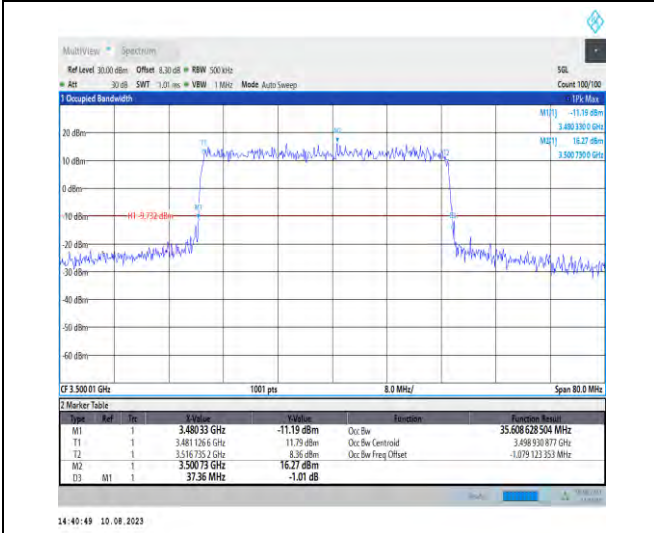 MultiView Spectrum
Ref Level 30.00 dBm Offset 8.30 dB RBW 500 kHz SGL
Att 30 dB SWT 1.01 ms VBW 1 MHz Mode Auto Sweep Count 100/100
1 Occupied Bandwidth 1Pk Max
M1[1] -11.19 dBm
3.480 330 0 GHz
M2[1] 16.27 dBm
3.500 730 0 GHz
20 dBm
10 dBm
0 dBm
-10 dBm
H1 -9.732 dBm
-20 dBm
-30 dBm
-40 dBm
-50 dBm
-60 dBm
T1
M2
T2
M1
D3
CF 3.500 01 GHz 1001 pts 8.0 MHz/ Span 80.0 MHz
2 Marker Table
Type Ref Trc X-Value Y-Value Function Function Result
M1 1 3.480 33 GHz -11.19 dBm Occ Bw 35.608 628 504 MHz
T1 1 3.481 126 6 GHz 11.79 dBm Occ Bw Centroid 3.498 930 877 GHz
T2 1 3.516 735 2 GHz 8.36 dBm Occ Bw Freq Offset -1.079 123 353 MHz
M2 1 3.500 73 GHz 16.27 dBm
D3 M1 1 37.36 MHz -1.01 dB
14:40:49 10.08.2023